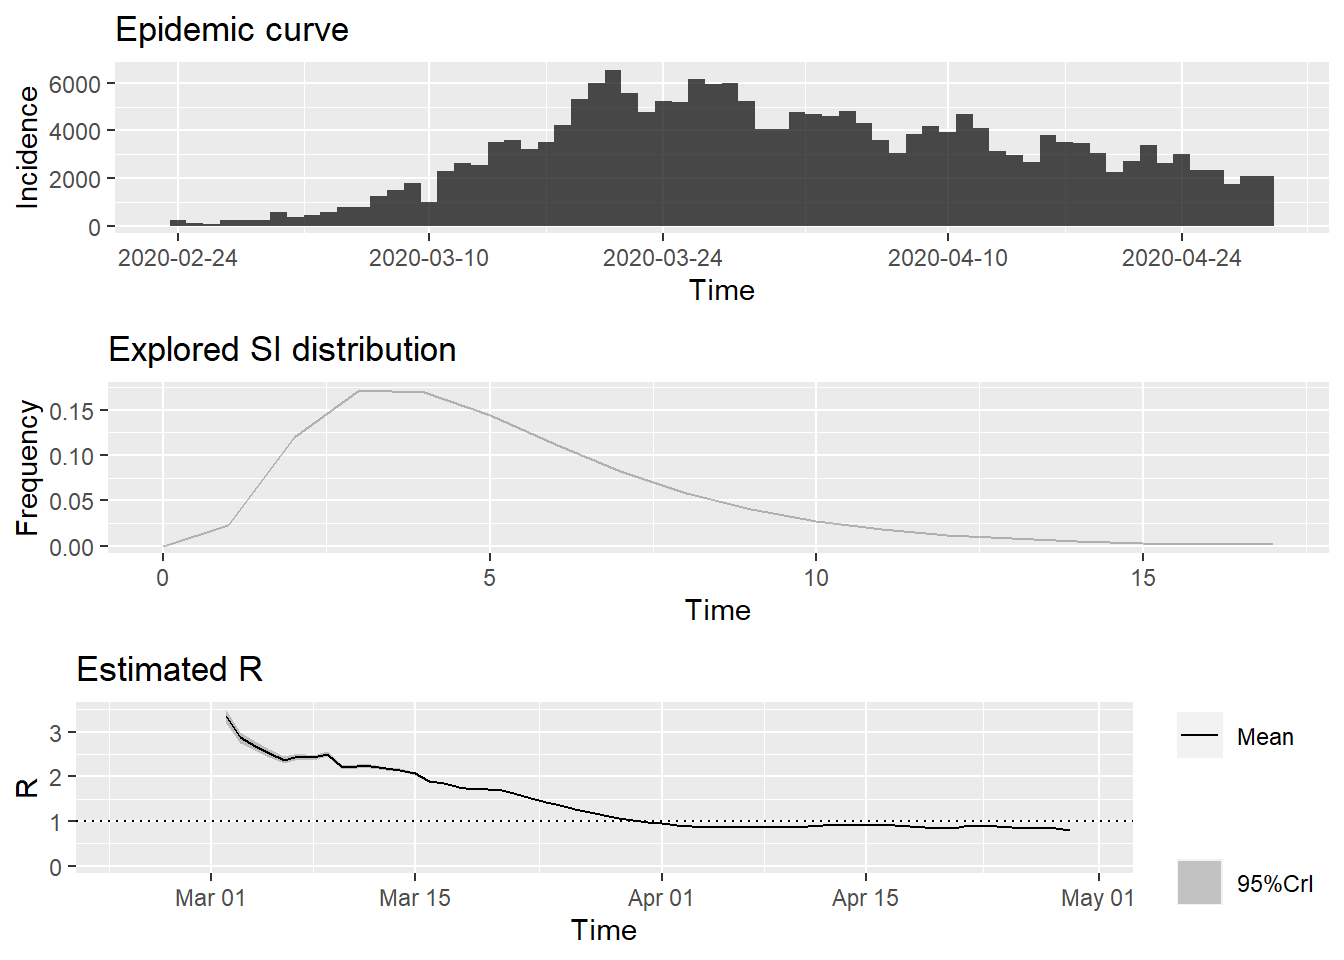 Epidemic curve
Incidence
6000
4000
2000
0
2020-02-24 2020-03-10 2020-03-24 2020-04-10 2020-04-24
Time
Explored SI distribution
Frequency
0.15
0.10
0.05
0.00
0 5 10 15
Time
Estimated R
R
3
2
1
0
Mar 01 Mar 15 Apr 01 Apr 15 May 01
Time
Mean
95%CrI